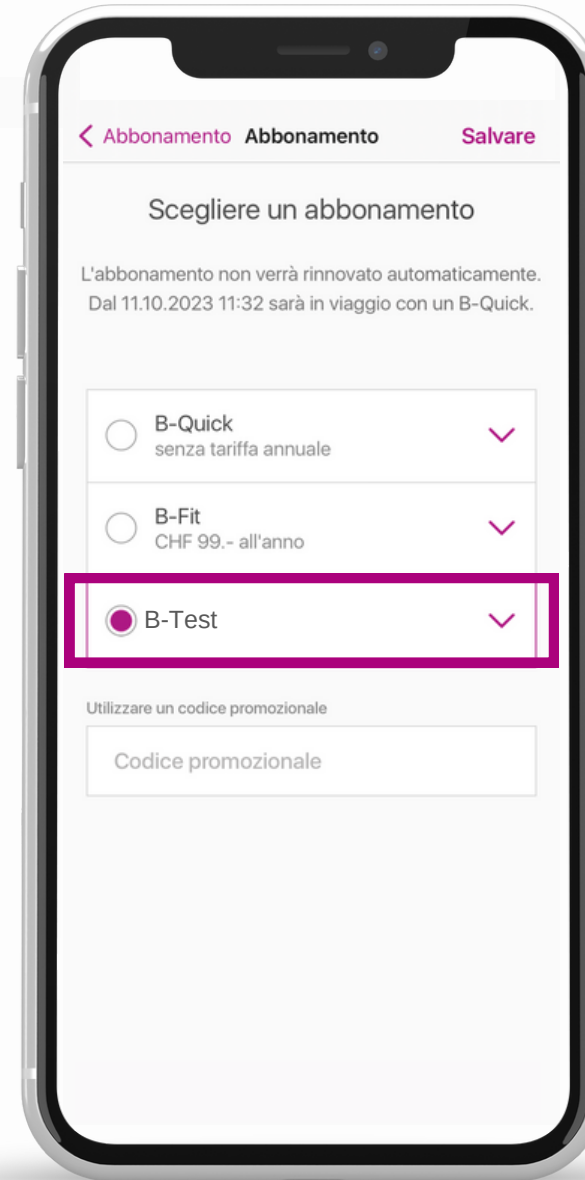 Abbonamento Abbonamento Salvare
Scegliere un abbonamento
L'abbonamento non verrà rinnovato automaticamente.
Dal 11.10.2023 11:32 sarà in viaggio con un B-Quick.
B-Quick
senza tariffa annuale
B-Fit
CHF 99.- all'anno
B-Test
Utilizzare un codice promozionale
Codice promozionale